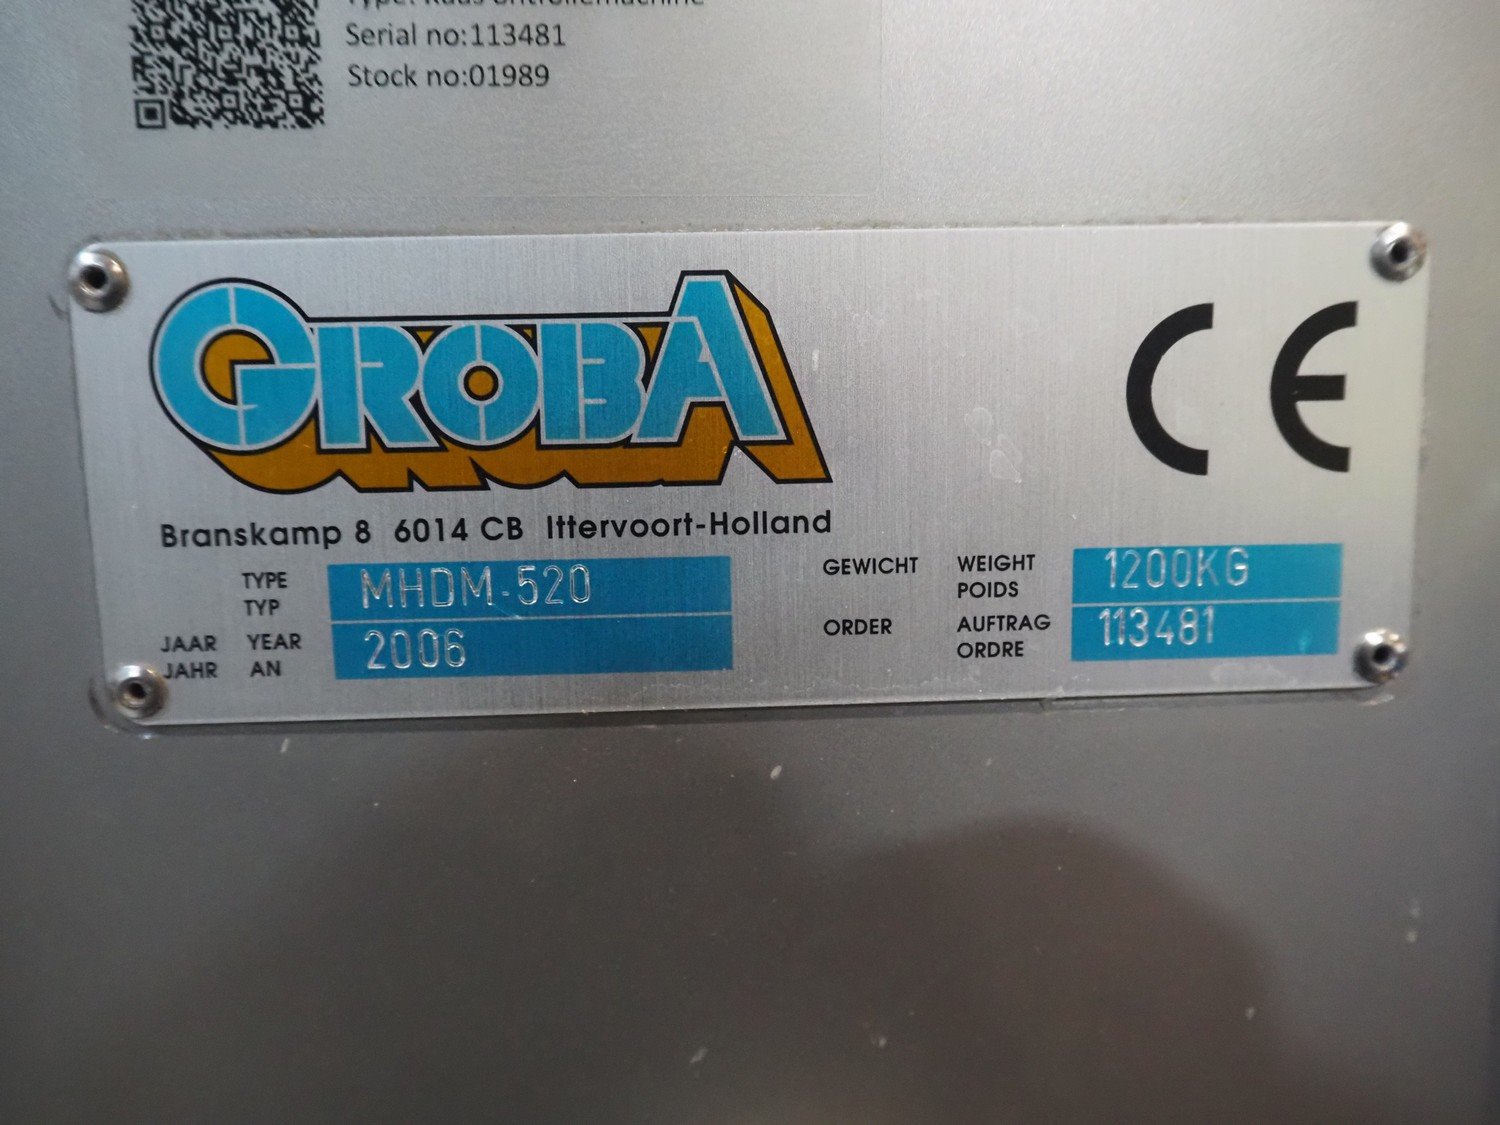 Serial no:113481
Stock no:01989
GROBA
CE
Branskamp 8 6014 CB Ittervoort-Holland
TYPE
TYP
MHDM-520
JAAR YEAR
JAHR AN
2006
GEWICHT WEIGHT
POIDS
1200KG
ORDER AUFTRAG
ORDRE
113481